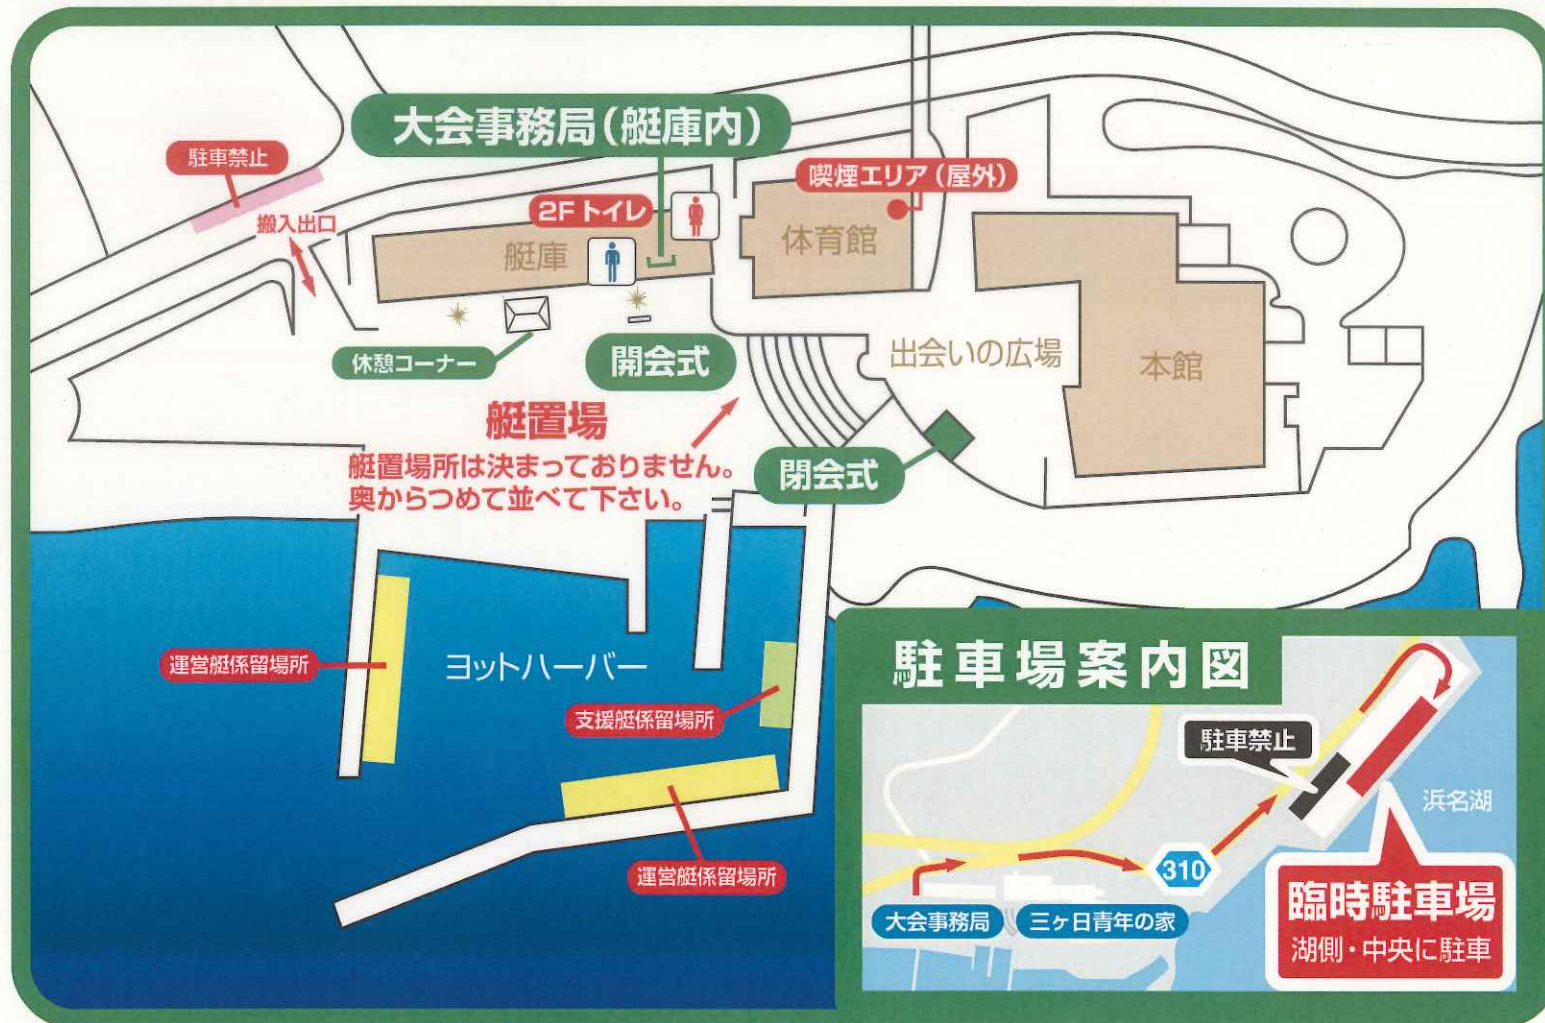 大会事務局（艇庫内）
駐車禁止
搬入出口
2F トイレ
喫煙エリア（屋外）
艇庫
体育館
休憩コーナー
開会式
出会いの広場
本館
艇置場
艇置場所は決まっておりません。
奥からつめて並べて下さい。
閉会式
運営艇係留場所
ヨットハーバー
支援艇係留場所
運営艇係留場所
駐車場案内図
駐車禁止
浜名湖
310
大会事務局
三ヶ日青年の家
臨時駐車場
湖側・中央に駐車